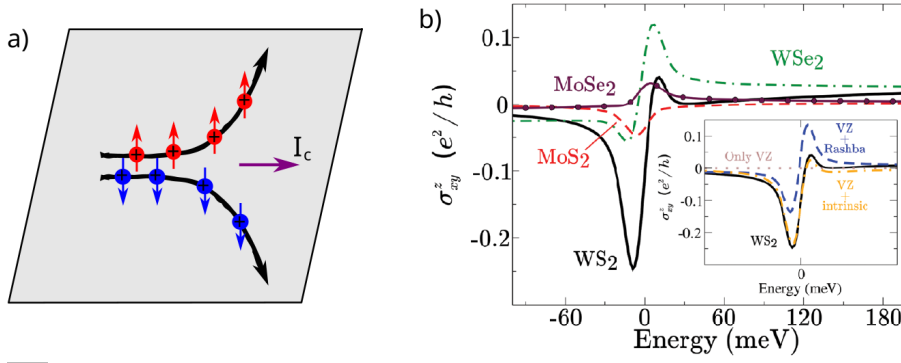 a)
I_c
b)
σ^z_xy (e²/h)
0.1
0
-0.1
-0.2
WSe₂
MoSe₂
MoS₂
WS₂
-60
0
60
120
180
Energy (meV)
σ^z_xy (e²/h)
0.1
0
-0.1
-0.2
VZ
+
Rashba
Only VZ
VZ
+
intrinsic
WS₂
0
Energy (meV)